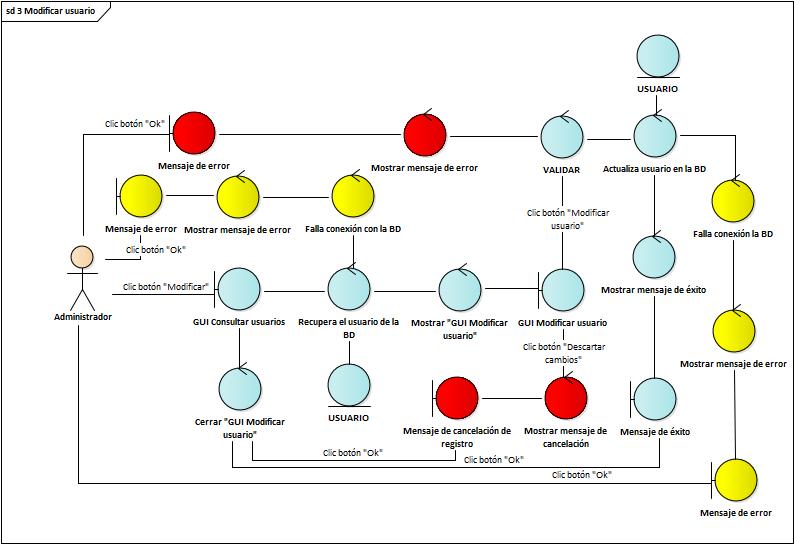 sd 3 Modificar usuario
USUARIO
Clic botón "Ok"
Mensaje de error
Mostrar mensaje de error
VALIDAR
Actualiza usuario en la BD
Mensaje de error
Mostrar mensaje de error
Falla conexión con la BD
Clic botón "Modificar
usuario"
Falla conexión la BD
Clic botón "Ok"
Clic botón "Modificar"
Mostrar mensaje de éxito
Administrador
GUI Consultar usuarios
Recupera el usuario de la
BD
Mostrar "GUI Modificar
usuario"
GUI Modificar usuario
Clic botón "Descartar
cambios"
Mostrar mensaje de error
Cerrar "GUI Modificar
usuario"
USUARIO
Mensaje de cancelación de
registro
Mostrar mensaje de
cancelación
Mensaje de éxito
Clic botón "Ok"
Clic botón "Ok"
Clic botón "Ok"
Mensaje de error